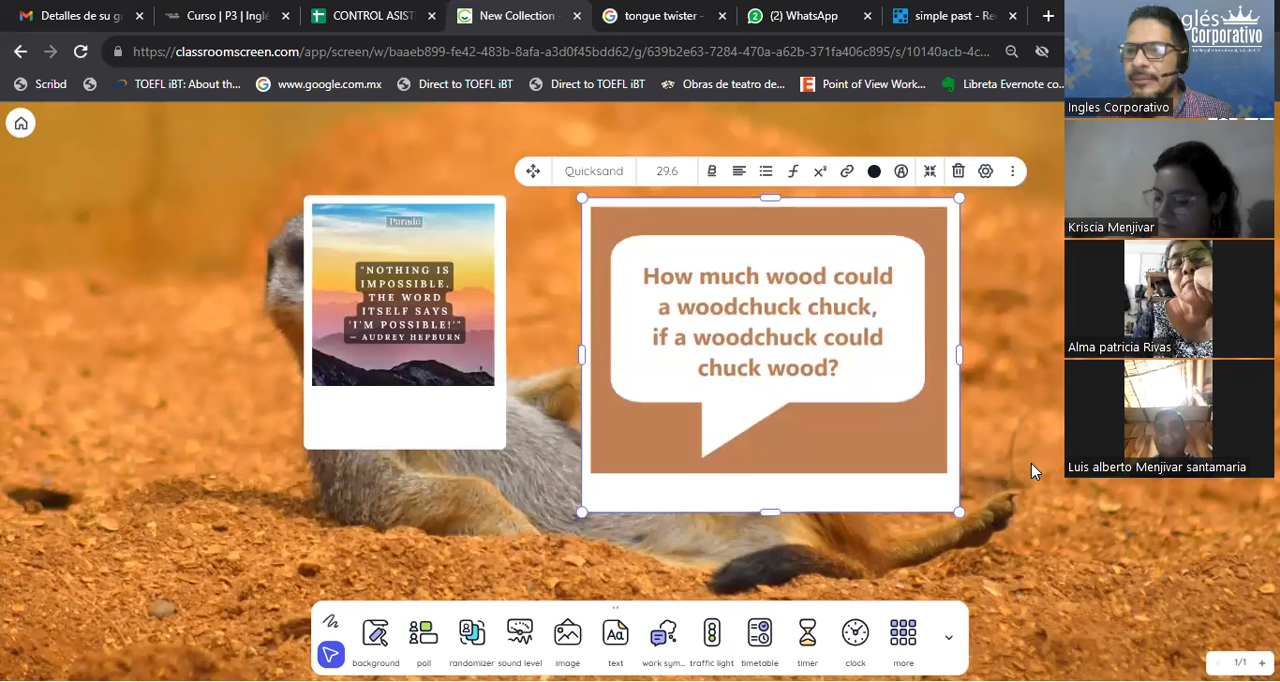 Detalles de su g
Curso | P3 | Inglé
CONTROL ASIST
New Collection -
tongue twister -
(2) WhatsApp
simple past - Re
https://classroomscreen.com/app/screen/w/baaeb899-fe42-483b-8afa-a3d0f45bdd62/g/639b2e63-7284-470a-a62b-371fa406c895/s/10140acb-4c...
Scribd
TOEFL iBT: About th...
www.google.com.mx
Direct to TOEFL iBT
Direct to TOEFL iBT
Obras de teatro de...
Point of View Work...
Libreta Evernote co...
Quicksand
29.6
Parade
"NOTHING IS
IMPOSSIBLE.
THE WORD
ITSELF SAYS
'I'M POSSIBLE!'"
— AUDREY HEPBURN
How much wood could
a woodchuck chuck,
if a woodchuck could
chuck wood?
glés
Corporativo
Ingles Corporativo
Kriscia Menjivar
Alma patricia Rivas
Luis alberto Menjivar santamaria
background
poll
randomizer
sound level
image
Aa
text
work sym...
traffic light
timetable
timer
clock
more
1/1